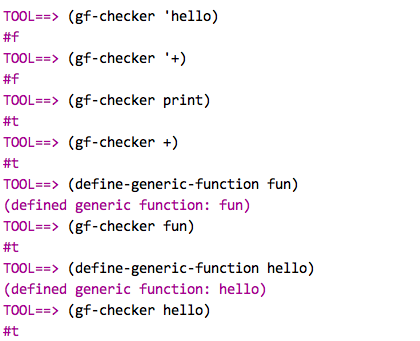 TOOL==> (gf-checker 'hello)
#f
TOOL==> (gf-checker '+)
#f
TOOL==> (gf-checker print)
#t
TOOL==> (gf-checker +)
#t
TOOL==> (define-generic-function fun)
(defined generic function: fun)
TOOL==> (gf-checker fun)
#t
TOOL==> (define-generic-function hello)
(defined generic function: hello)
TOOL==> (gf-checker hello)
#t